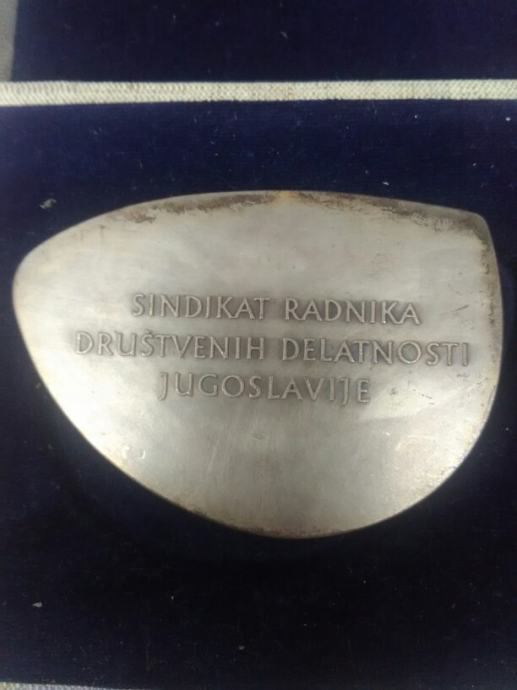 SINDIKAT RADNIKA
DRUŠTVENIH DELATNOSTI
JUGOSLAVIJE